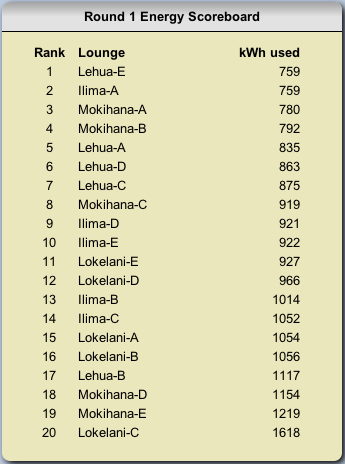 Round 1 Energy Scoreboard
Rank Lounge kWh used
1 Lehua-E 759
2 Ilima-A 759
3 Mokihana-A 780
4 Mokihana-B 792
5 Lehua-A 835
6 Lehua-D 863
7 Lehua-C 875
8 Mokihana-C 919
9 Ilima-D 921
10 Ilima-E 922
11 Lokelani-E 927
12 Lokelani-D 966
13 Ilima-B 1014
14 Ilima-C 1052
15 Lokelani-A 1054
16 Lokelani-B 1056
17 Lehua-B 1117
18 Mokihana-D 1154
19 Mokihana-E 1219
20 Lokelani-C 1618